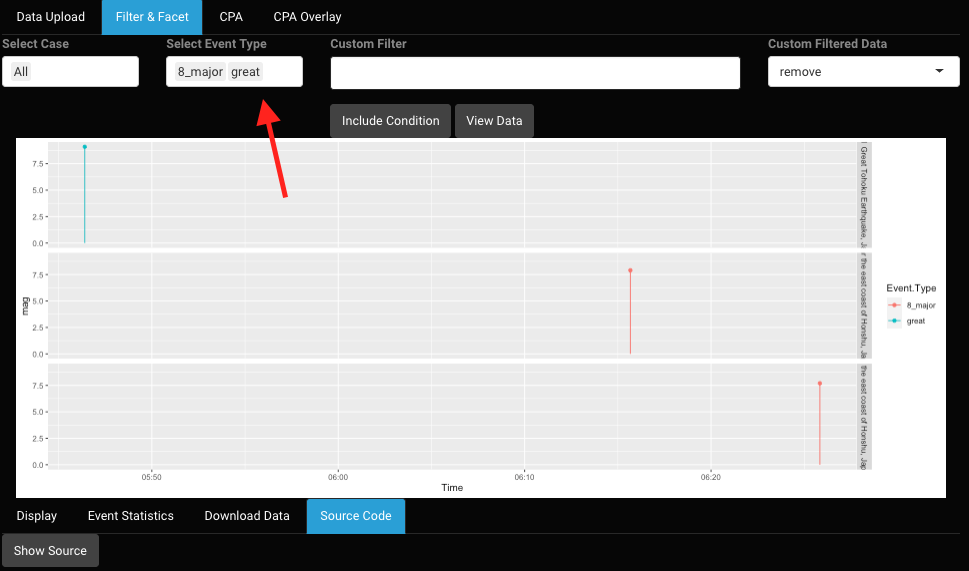 Data Upload
Filter & Facet
CPA
CPA Overlay
Select Case
Select Event Type
Custom Filter
Custom Filtered Data
All
8_major great
remove
Include Condition
View Data
7.5
5.0
2.5
0.0
Great Tohoku Earthquake, J
7.5
5.0
2.5
0.0
the east coast of Honshu, Ja
7.5
5.0
2.5
0.0
the east coast of Honshu, Jap
mag
05:50
06:00
06:10
06:20
Time
Event.Type
8_major
great
Display
Event Statistics
Download Data
Source Code
Show Source